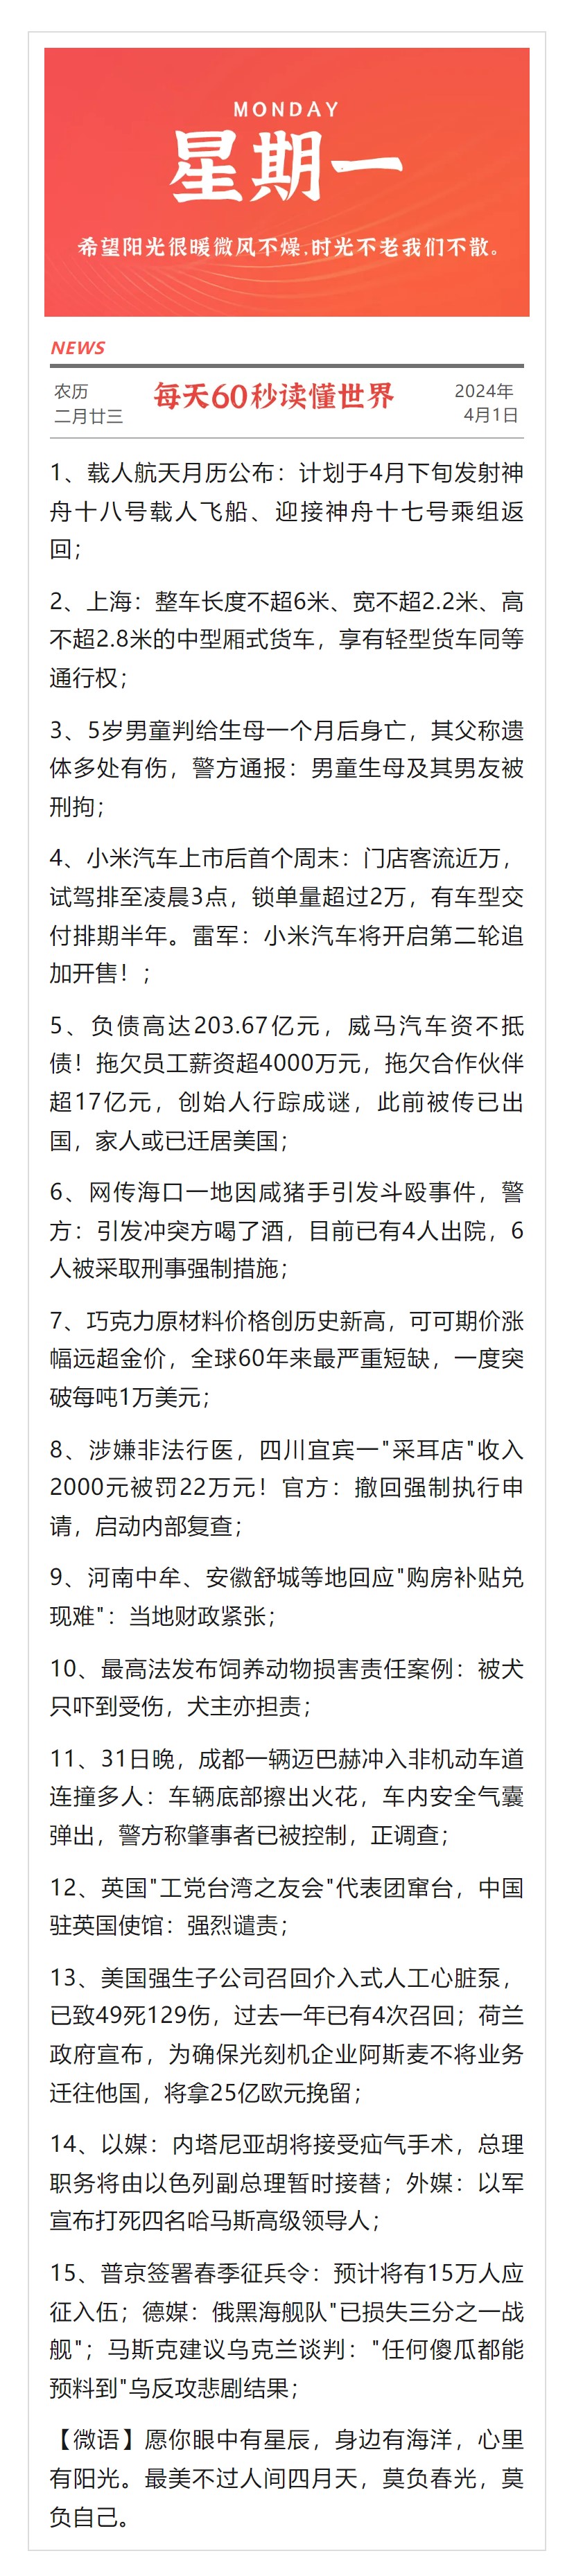 MONDAY
星期一
希望阳光很暖微风不燥,时光不老我们不散。
NEWS
农历
二月廿三
每天60秒读懂世界
2024年
4月1日
1、载人航天月历公布：计划于4月下旬发射神
舟十八号载人飞船、迎接神舟十七号乘组返
回；
2、上海：整车长度不超6米、宽不超2.2米、高
不超2.8米的中型厢式货车，享有轻型货车同等
通行权；
3、5岁男童判给生母一个月后身亡，其父称遗
体多处有伤，警方通报：男童生母及其男友被
刑拘；
4、小米汽车上市后首个周末：门店客流近万，
试驾排至凌晨3点，锁单量超过2万，有车型交
付排期半年。雷军：小米汽车将开启第二轮追
加开售！；
5、负债高达203.67亿元，威马汽车资不抵
债！拖欠员工薪资超4000万元，拖欠合作伙伴
超17亿元，创始人行踪成谜，此前被传已出
国，家人或已迁居美国；
6、网传海口一地因咸猪手引发斗殴事件，警
方：引发冲突方喝了酒，目前已有4人出院，6
人被采取刑事强制措施；
7、巧克力原材料价格创历史新高，可可期价涨
幅远超金价，全球60年来最严重短缺，一度突
破每吨1万美元；
8、涉嫌非法行医，四川宜宾一"采耳店"收入
2000元被罚22万元！官方：撤回强制执行申
请，启动内部复查；
9、河南中牟、安徽舒城等地回应"购房补贴兑
现难"：当地财政紧张；
10、最高法发布饲养动物损害责任案例：被犬
只吓到受伤，犬主亦担责；
11、31日晚，成都一辆迈巴赫冲入非机动车道
连撞多人：车辆底部擦出火花，车内安全气囊
弹出，警方称肇事者已被控制，正调查；
12、英国"工党台湾之友会"代表团窜台，中国
驻英国使馆：强烈谴责；
13、美国强生子公司召回介入式人工心脏泵，
已致49死129伤，过去一年已有4次召回；荷兰
政府宣布，为确保光刻机企业阿斯麦不将业务
迁往他国，将拿25亿欧元挽留；
14、以媒：内塔尼亚胡将接受疝气手术，总理
职务将由以色列副总理暂时接替；外媒：以军
宣布打死四名哈马斯高级领导人；
15、普京签署春季征兵令：预计将有15万人应
征入伍；德媒：俄黑海舰队"已损失三分之一战
舰"；马斯克建议乌克兰谈判："任何傻瓜都能
预料到"乌反攻悲剧结果；
【微语】愿你眼中有星辰，身边有海洋，心里
有阳光。最美不过人间四月天，莫负春光，莫
负自己。